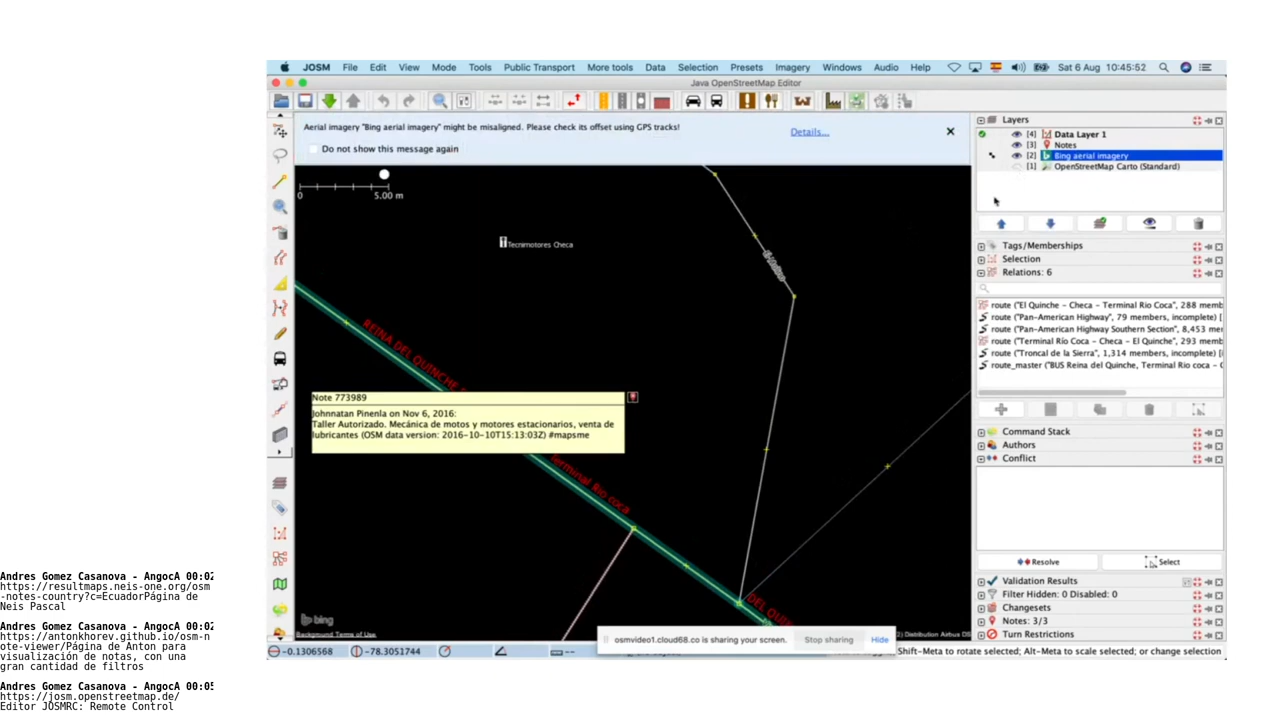 JOSM File Edit View Mode Tools Public Transport More tools Data Selection Presets Imagery Windows Audio Help Sat 6 Aug 10:45:52
Java OpenStreetMap Editor
Aerial imagery "Bing aerial imagery" might be misaligned. Please check its offset using GPS tracks!
Details...
Do not show this message again
0 5.00 m
Tecnimotores Checa
REINA DEL QUINCHE
Note 773989
Johnnatan Pinenla on Nov 6, 2016:
Taller Autorizado. Mecánica de motos y motores estacionarios, venta de
lubricantes (OSM data version: 2016-10-10T15:13:03Z) #mapsme
Terminal Rio coca
DEL QUIN
bing
Background Terms of Use
osmvideo1.cloud68.co is sharing your screen. Stop sharing Hide
) Distribution Airbus DS
-0.1306568 -78.3051744 --
Shift-Meta to rotate selected; Alt-Meta to scale selected; or change selection
Layers
[4] Data Layer 1
[3] Notes
[2] Bing aerial imagery
[1] OpenStreetMap Carto (Standard)
Tags/Memberships
Selection
Relations: 6
route ("El Quinche - Checa - Terminal Rio Coca", 288 memb
route ("Pan-American Highway", 79 members, incomplete) [
route ("Pan-American Highway Southern Section", 8,453 me
route ("Terminal Río Coca - Checa - El Quinche", 293 memb
route ("Troncal de la Sierra", 1,314 members, incomplete) [i
route_master ("BUS Reina del Quinche, Terminal Rio coca - C
Command Stack
Authors
Conflict
Resolve Select
Validation Results
Filter Hidden: 0 Disabled: 0
Changesets
Notes: 3/3
Turn Restrictions
Andres Gomez Casanova - AngocA 00:02
https://resultmaps.neis-one.org/osm
-notes-country?c=EcuadorPágina de
Neis Pascal
Andres Gomez Casanova - AngocA 00:02
https://antonkhorev.github.io/osm-n
ote-viewer/Página de Anton para
visualización de notas, con una
gran cantidad de filtros
Andres Gomez Casanova - AngocA 00:05
https://josm.openstreetmap.de/
Editor JOSMRC: Remote Control